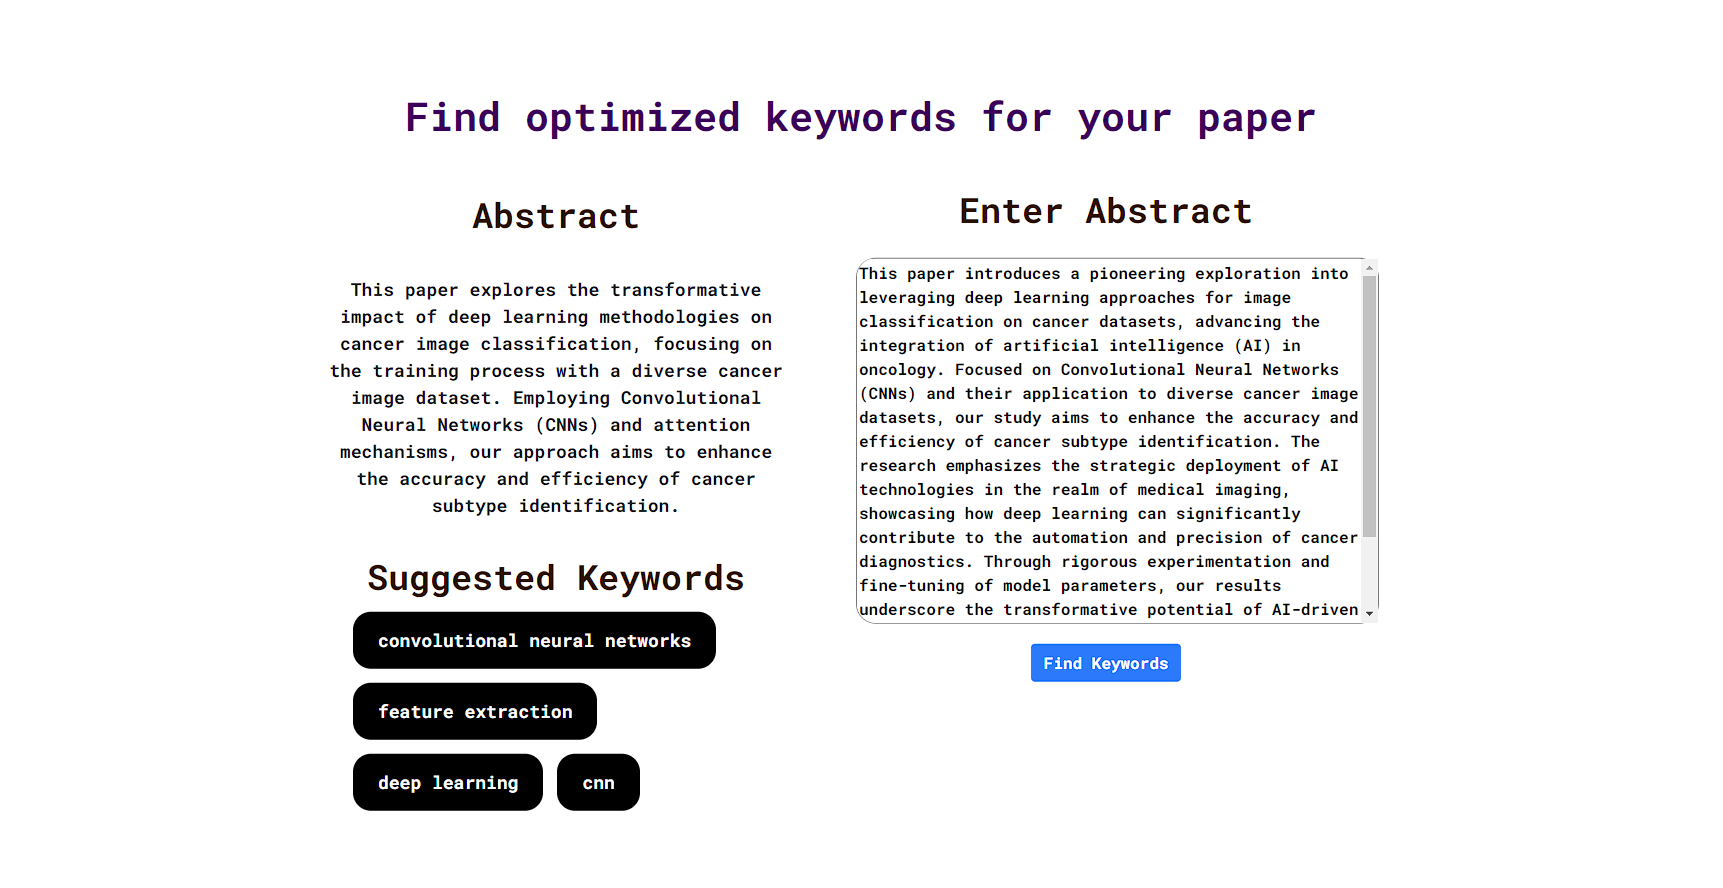 Find optimized keywords for your paper
Abstract
This paper explores the transformative
impact of deep learning methodologies on
cancer image classification, focusing on
the training process with a diverse cancer
image dataset. Employing Convolutional
Neural Networks (CNNs) and attention
mechanisms, our approach aims to enhance
the accuracy and efficiency of cancer
subtype identification.
Suggested Keywords
convolutional neural networks
feature extraction
deep learning
cnn
Enter Abstract
This paper introduces a pioneering exploration into
leveraging deep learning approaches for image
classification on cancer datasets, advancing the
integration of artificial intelligence (AI) in
oncology. Focused on Convolutional Neural Networks
(CNNs) and their application to diverse cancer image
datasets, our study aims to enhance the accuracy and
efficiency of cancer subtype identification. The
research emphasizes the strategic deployment of AI
technologies in the realm of medical imaging,
showcasing how deep learning can significantly
contribute to the automation and precision of cancer
diagnostics. Through rigorous experimentation and
fine-tuning of model parameters, our results
underscore the transformative potential of AI-driven
Find Keywords